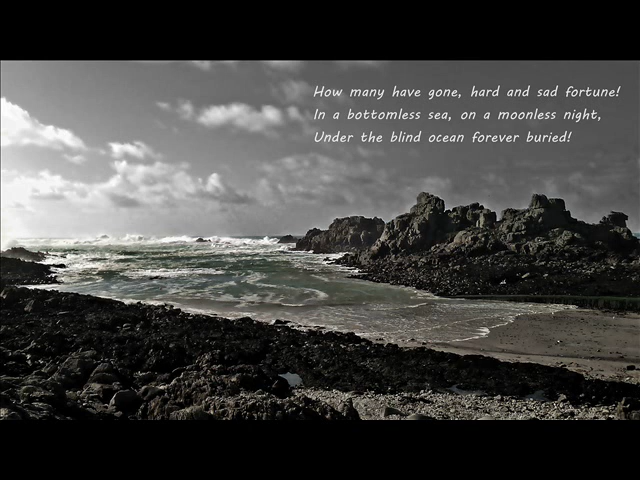 How many have gone, hard and sad fortune!
In a bottomless sea, on a moonless night,
Under the blind ocean forever buried!